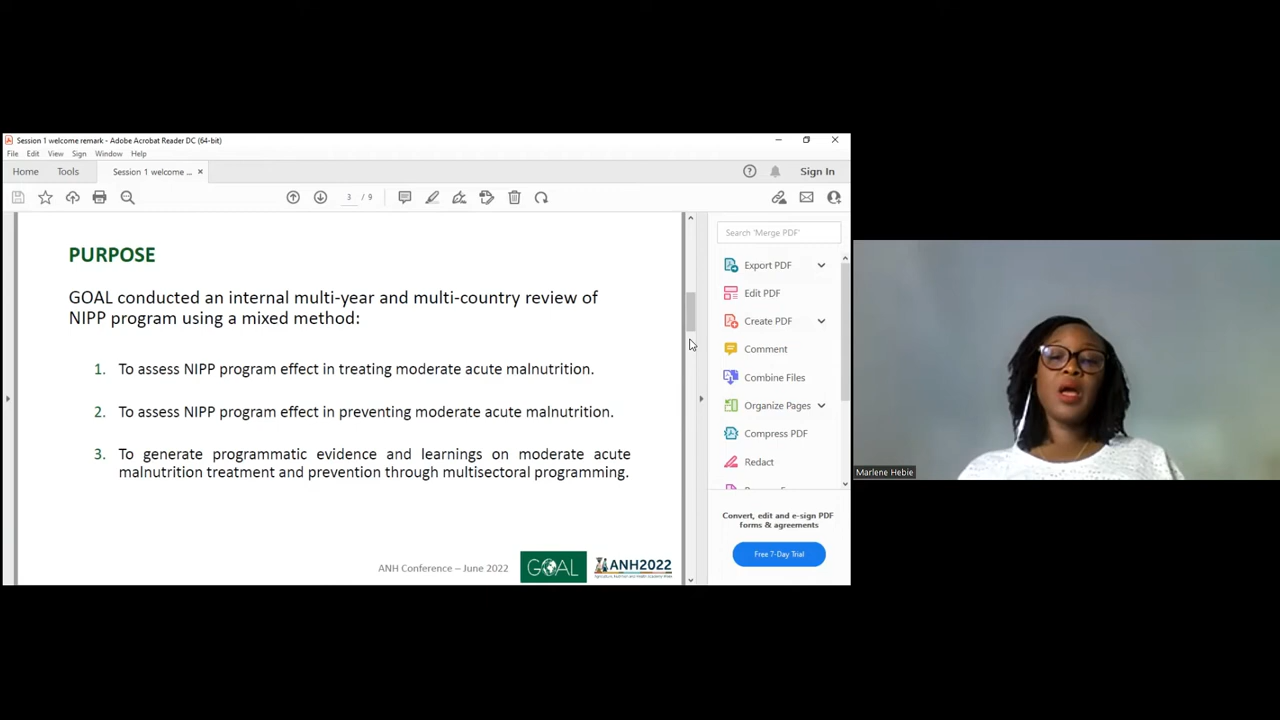 Session 1 welcome remark - Adobe Acrobat Reader DC (64-bit)
File Edit View Sign Window Help
Home Tools Session 1 welcome ... Sign In
3 / 9
PURPOSE
GOAL conducted an internal multi-year and multi-country review of
NIPP program using a mixed method:
1. To assess NIPP program effect in treating moderate acute malnutrition.
2. To assess NIPP program effect in preventing moderate acute malnutrition.
3. To generate programmatic evidence and learnings on moderate acute
malnutrition treatment and prevention through multisectoral programming.
ANH Conference – June 2022
GOAL
ANH2022
Search 'Merge PDF'
Export PDF
Edit PDF
Create PDF
Comment
Combine Files
Organize Pages
Compress PDF
Redact
Convert, edit and e-sign PDF
forms & agreements
Free 7-Day Trial
Marlene Hebie